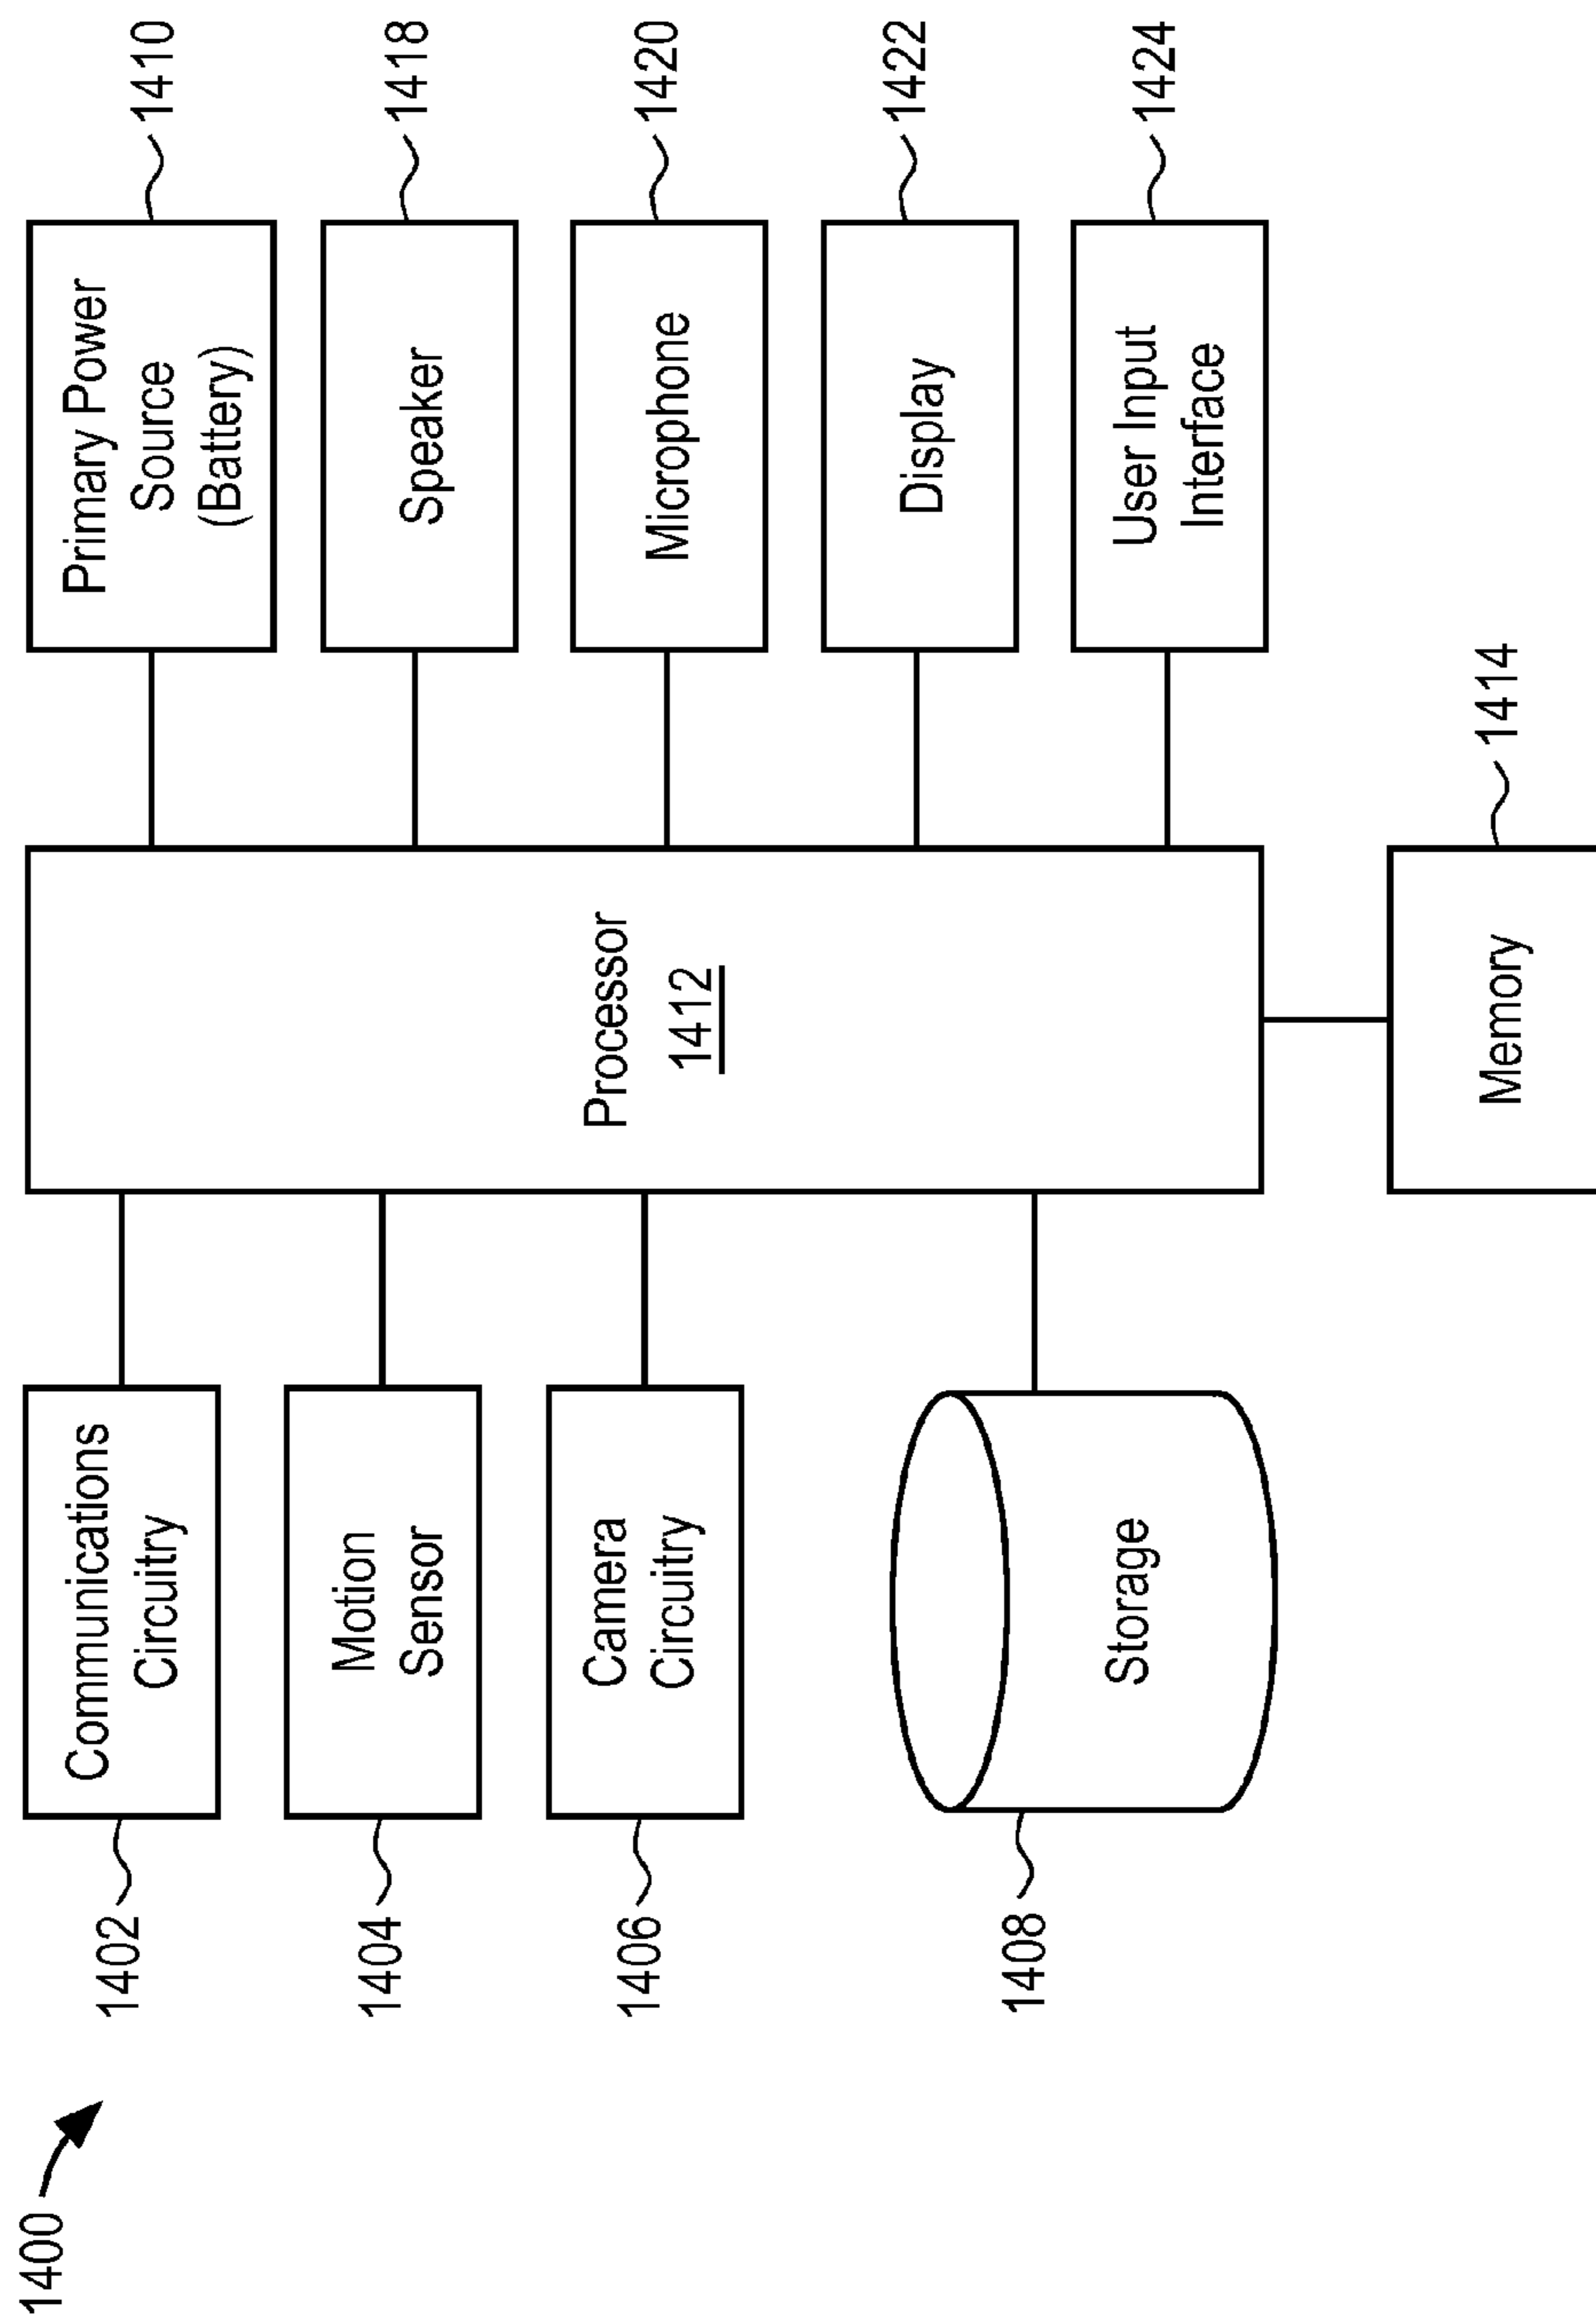 1400
1402
Communications
Circuitry
1404
Motion
Sensor
1406
Camera
Circuitry
1408
Storage
Processor
1412
Primary Power
Source
(Battery)
1410
Speaker
1418
Microphone
1420
Display
1422
User Input
Interface
1424
Memory
1414